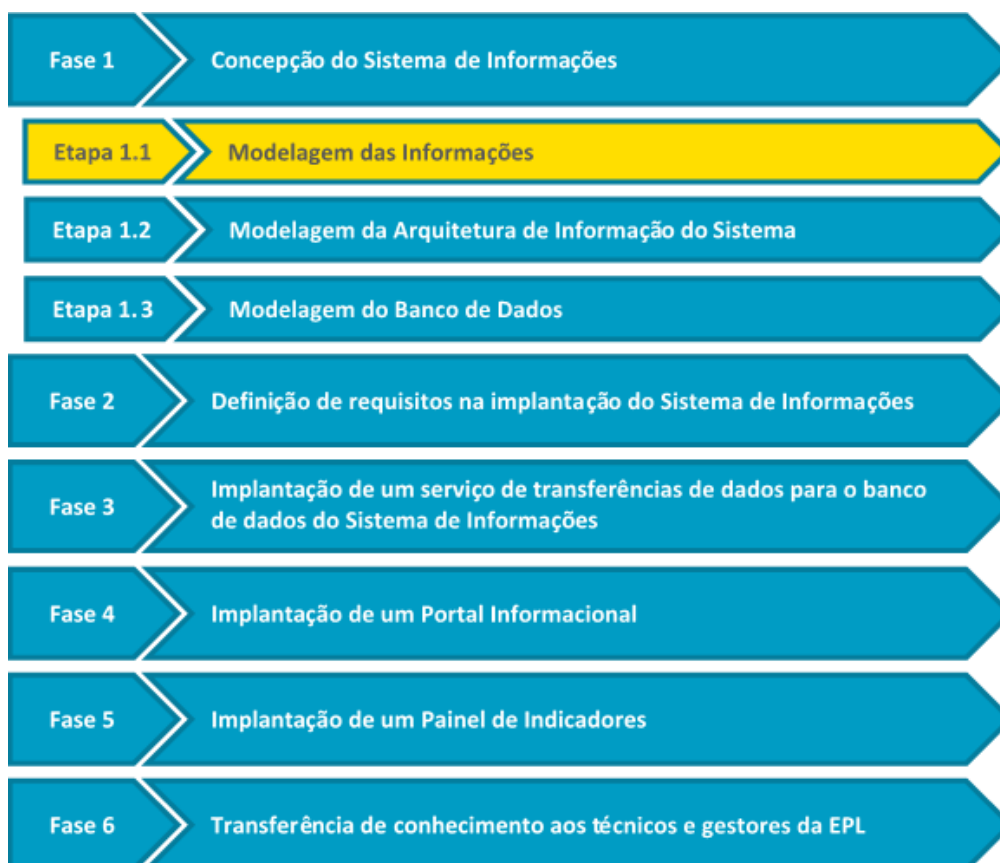 Fase 1 Concepção do Sistema de Informações
Etapa 1.1 Modelagem das Informações
Etapa 1.2 Modelagem da Arquitetura de Informação do Sistema
Etapa 1.3 Modelagem do Banco de Dados
Fase 2 Definição de requisitos na implantação do Sistema de Informações
Fase 3 Implantação de um serviço de transferências de dados para o banco
de dados do Sistema de Informações
Fase 4 Implantação de um Portal Informacional
Fase 5 Implantação de um Painel de Indicadores
Fase 6 Transferência de conhecimento aos técnicos e gestores da EPL